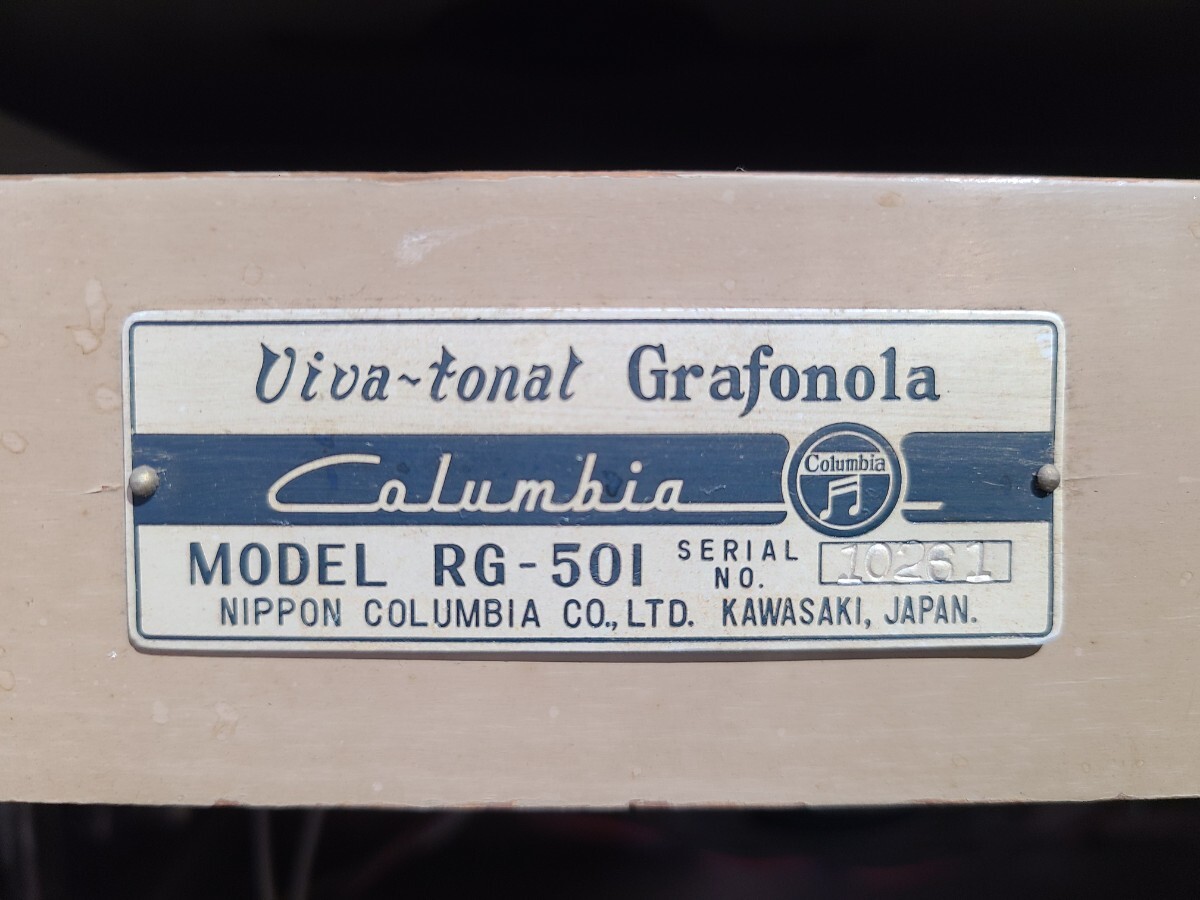 Viva-tonal Grafonola
Columbia
Columbia
MODEL RG-501 SERIAL NO. 10261
NIPPON COLUMBIA CO., LTD. KAWASAKI, JAPAN.